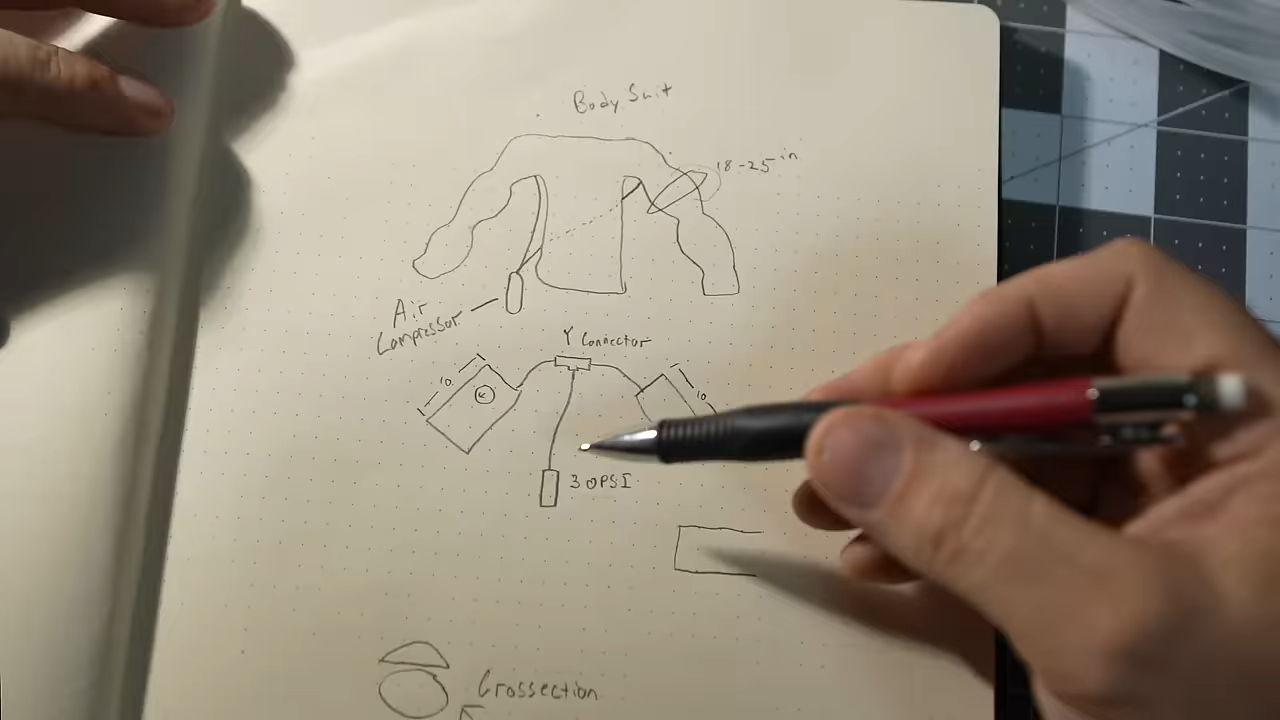 Body Suit
18-25 in
Air
Compressor
Y Connector
10
K
10
30PSI
Crossection